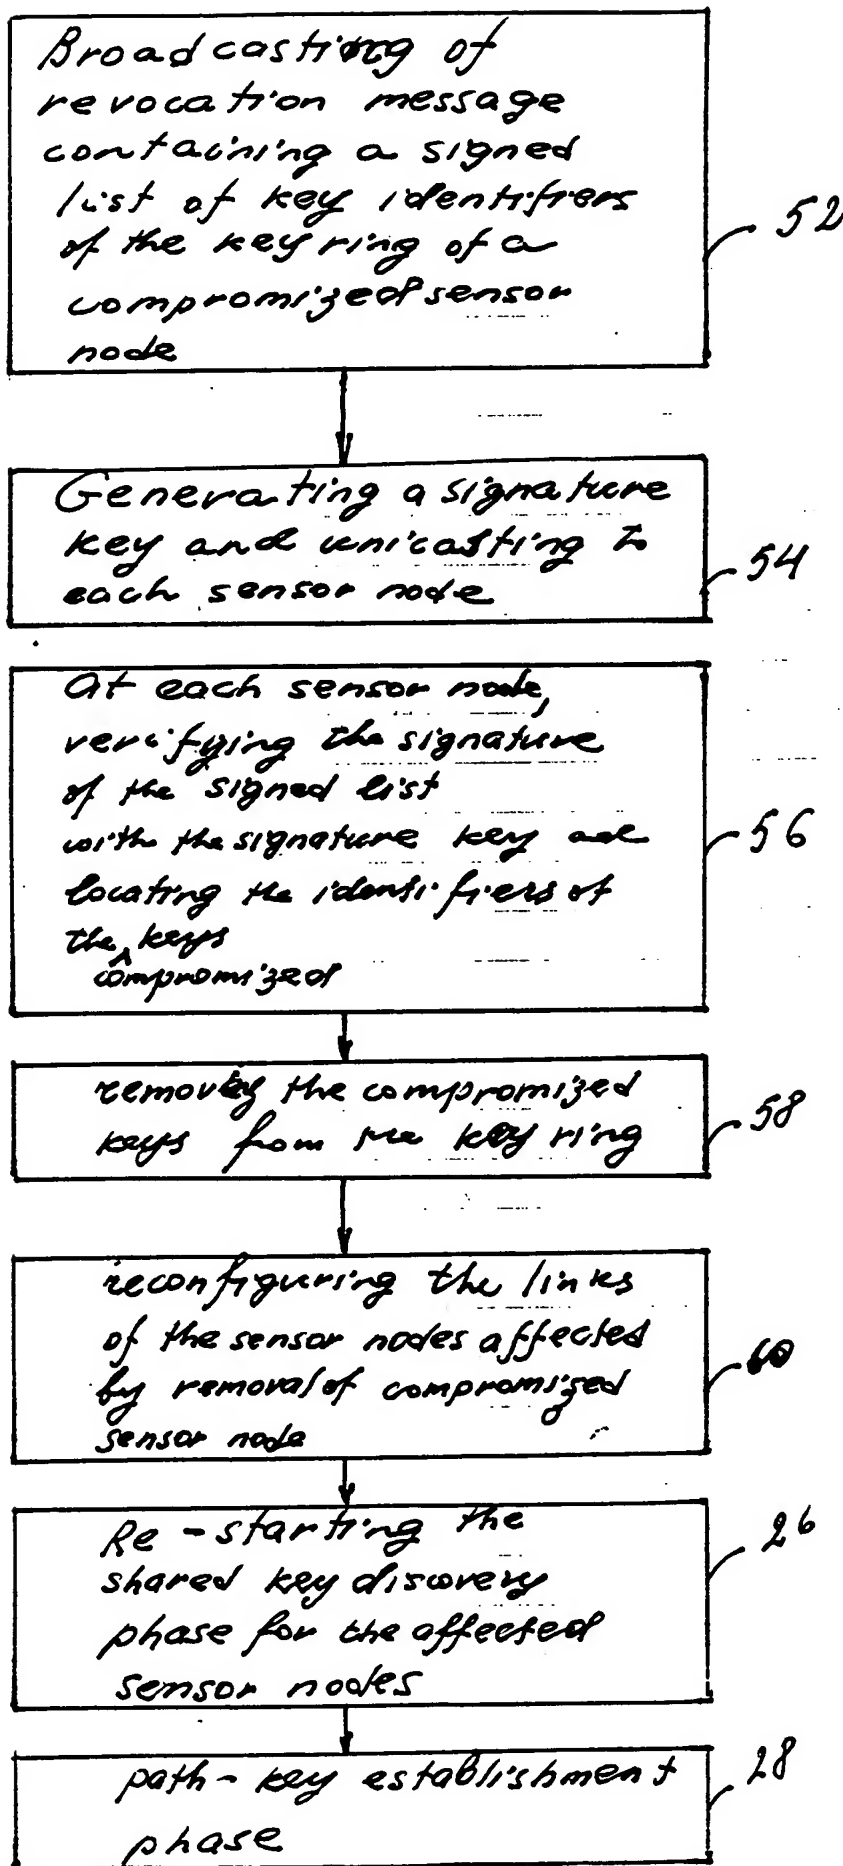 Broadcasting of
revocation message
containing a signed
list of key identifiers
of the key ring of a
compromized sensor
node
52
Generating a signature
key and unicasting to
each sensor node
54
At each sensor node,
verifying the signature
of the signed list
with the signature key and
locating the identifiers of
the keys
compromized
56
removing the compromized
keys from the key ring
58
reconfiguring the links
of the sensor nodes affected
by removal of compromized
sensor node
60
Re-starting the
shared key discovery
phase for the affected
sensor nodes
26
path-key establishment
phase
28